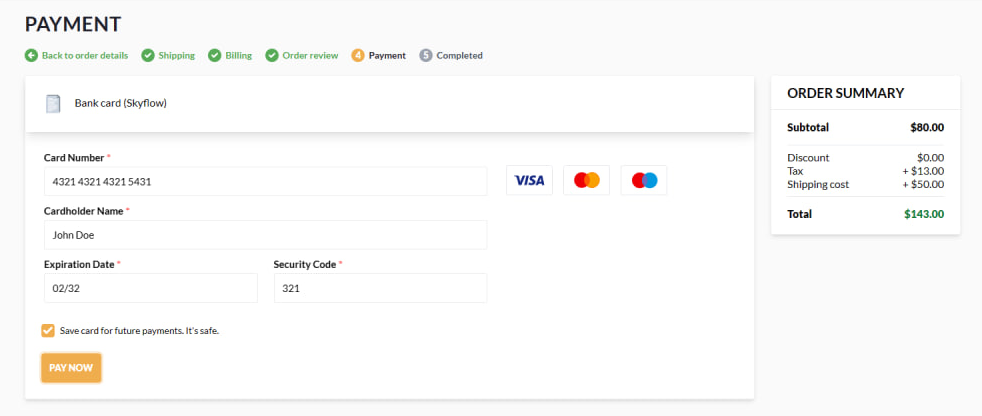 PAYMENT
Back to order details Shipping Billing Order review 4 Payment 5 Completed
Bank card (Skyflow)
Card Number *
4321 4321 4321 5431
VISA
Cardholder Name *
John Doe
Expiration Date * Security Code *
02/32 321
Save card for future payments. It's safe.
PAY NOW
ORDER SUMMARY
Subtotal $80.00
Discount $0.00
Tax + $13.00
Shipping cost + $50.00
Total $143.00